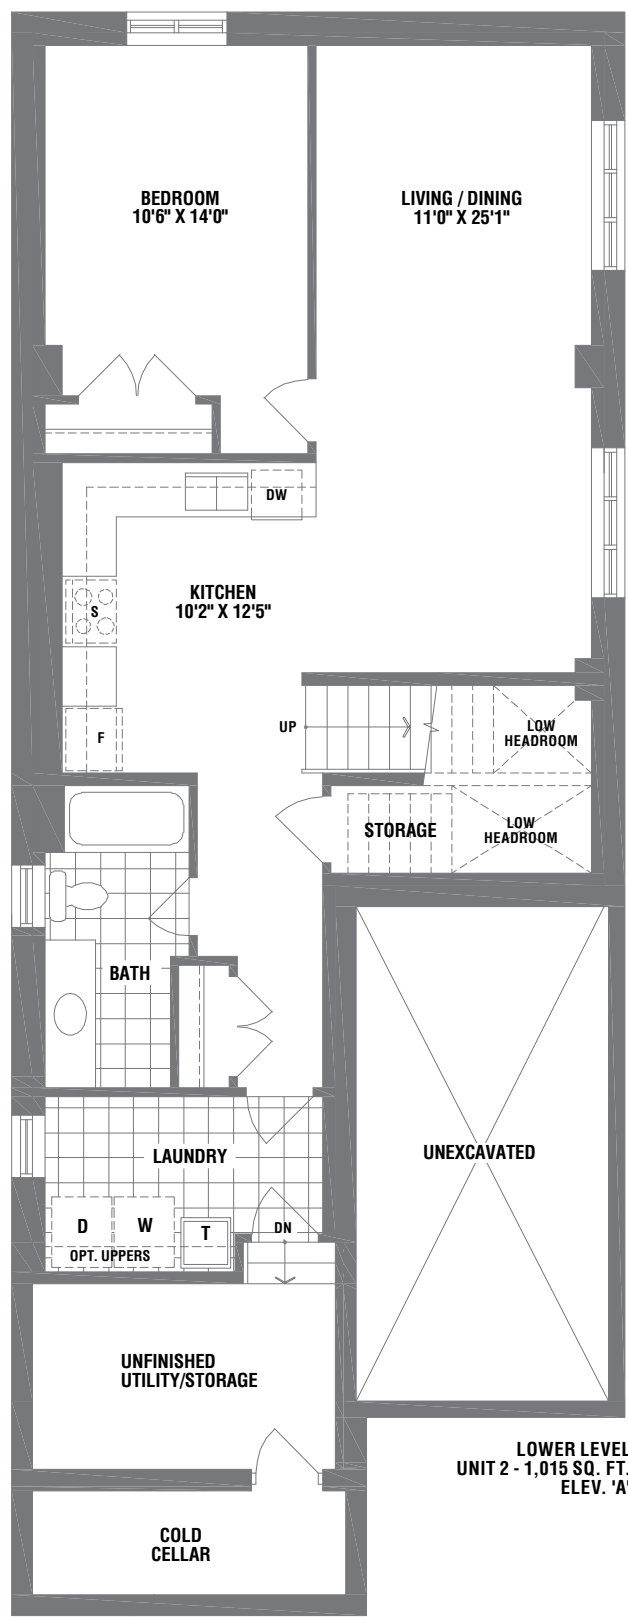 BEDROOM
10'6" X 14'0"
LIVING / DINING
11'0" X 25'1"
DW
KITCHEN
10'2" X 12'5"
S
F
UP
LOW
HEADROOM
STORAGE
LOW
HEADROOM
BATH
LAUNDRY
UNEXCAVATED
D
W
T
DN
OPT. UPPERS
UNFINISHED
UTILITY/STORAGE
COLD
CELLAR
LOWER LEVEL
UNIT 2 - 1,015 SQ. FT.
ELEV. 'A'